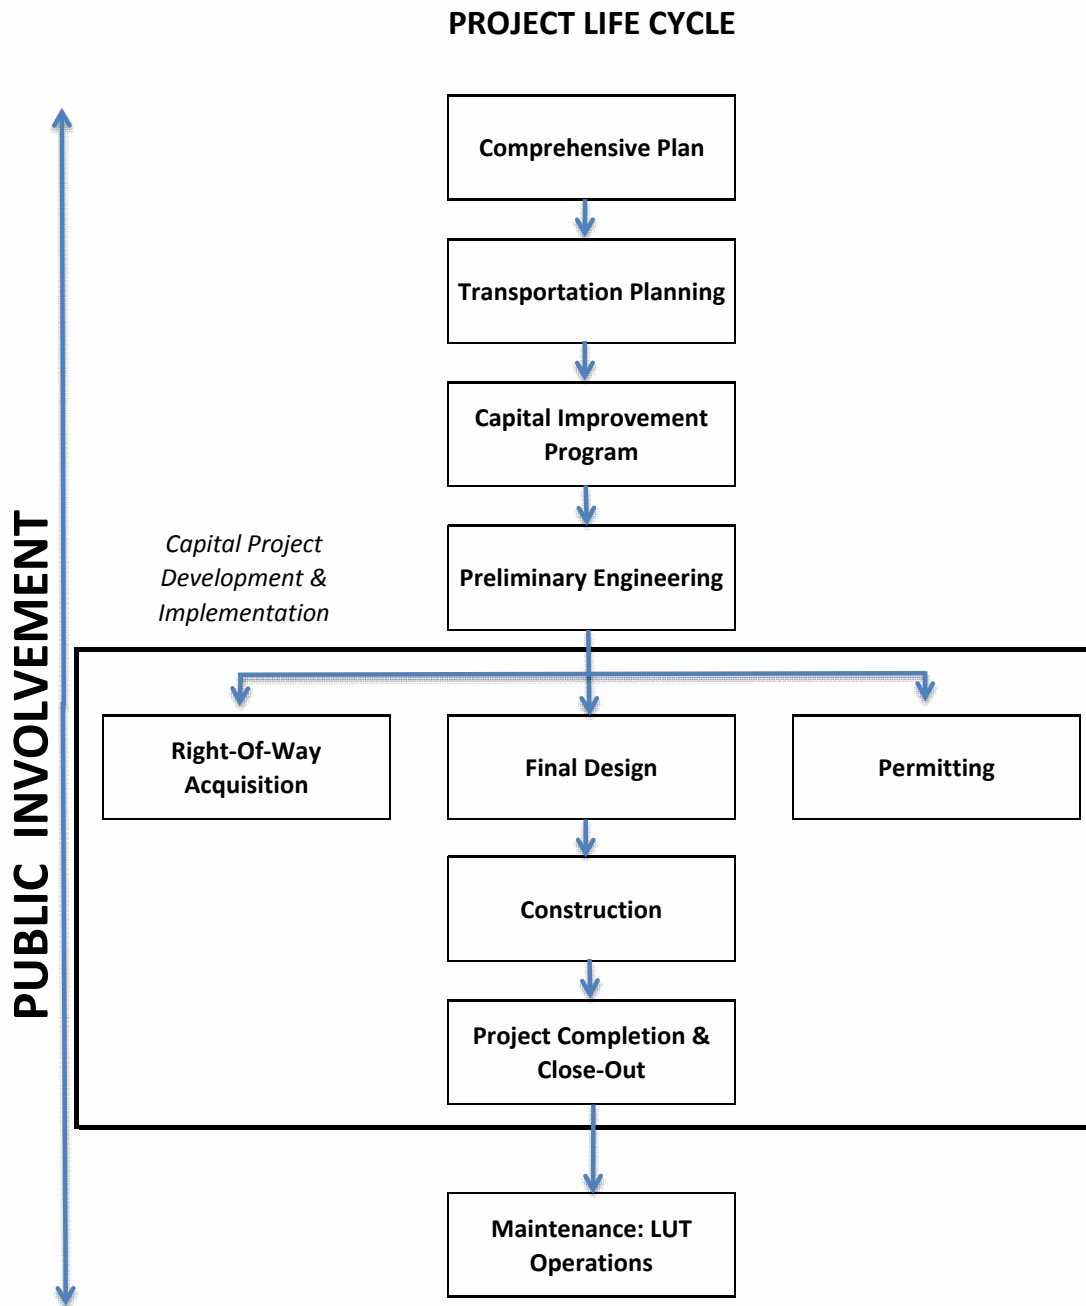 PROJECT LIFE CYCLE
Comprehensive Plan
Transportation Planning
Capital Improvement
Program
Capital Project
Development &
Implementation
Preliminary Engineering
PUBLIC INVOLVEMENT
Right-Of-Way
Acquisition
Final Design
Permitting
Construction
Project Completion &
Close-Out
Maintenance: LUT
Operations